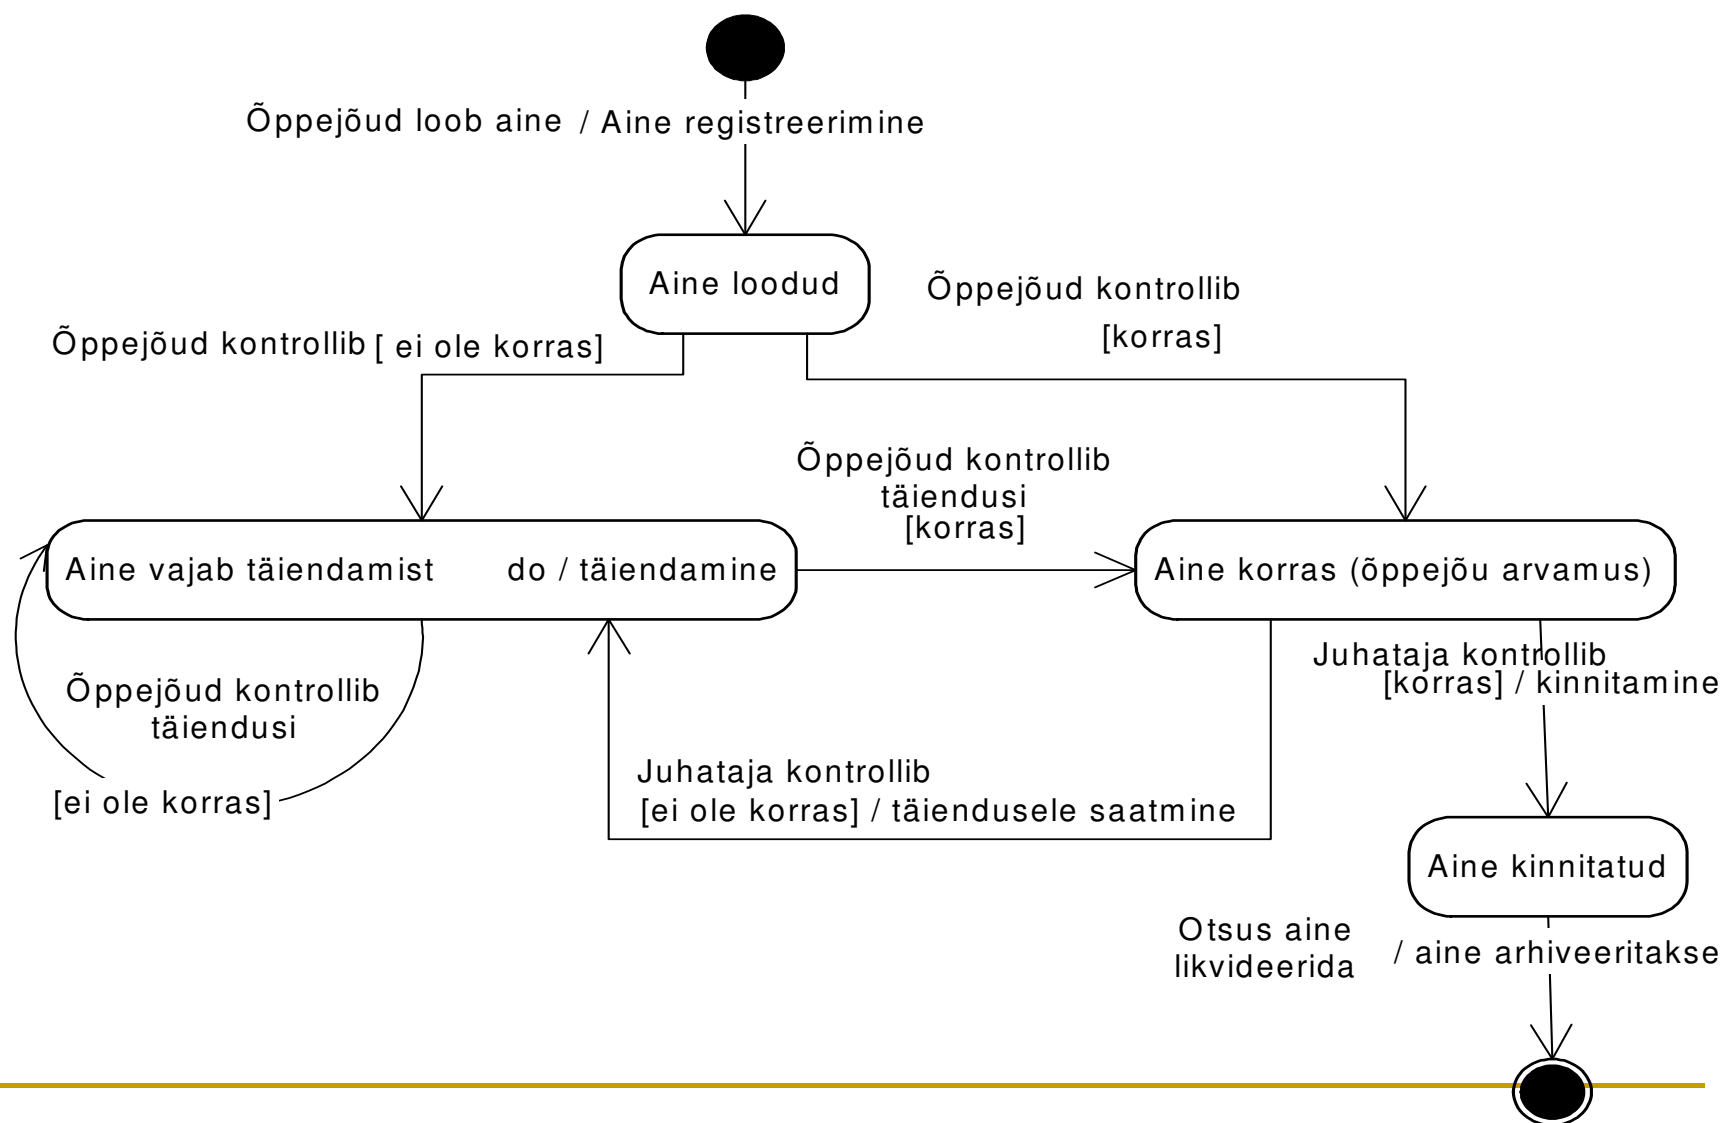 Õppejõud loob aine / Aine registreerimine
Aine loodud
Õppejõud kontrollib
[korras]
Õppejõud kontrollib [ ei ole korras]
Õppejõud kontrollib
täiendusi
[korras]
Aine vajab täiendamist do / täiendamine
Aine korras (õppejõu arvamus)
Juhataja kontrollib
[korras] / kinnitamine
Õppejõud kontrollib
täiendusi
[ei ole korras]
Juhataja kontrollib
[ei ole korras] / täiendusele saatmine
Aine kinnitatud
Otsus aine
likvideerida
/ aine arhiveeritakse